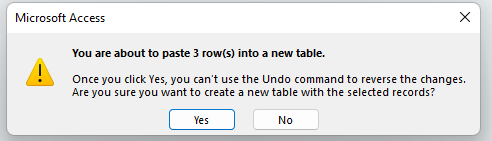 Microsoft Access
You are about to paste 3 row(s) into a new table.
Once you click Yes, you can't use the Undo command to reverse the changes.
Are you sure you want to create a new table with the selected records?
Yes No